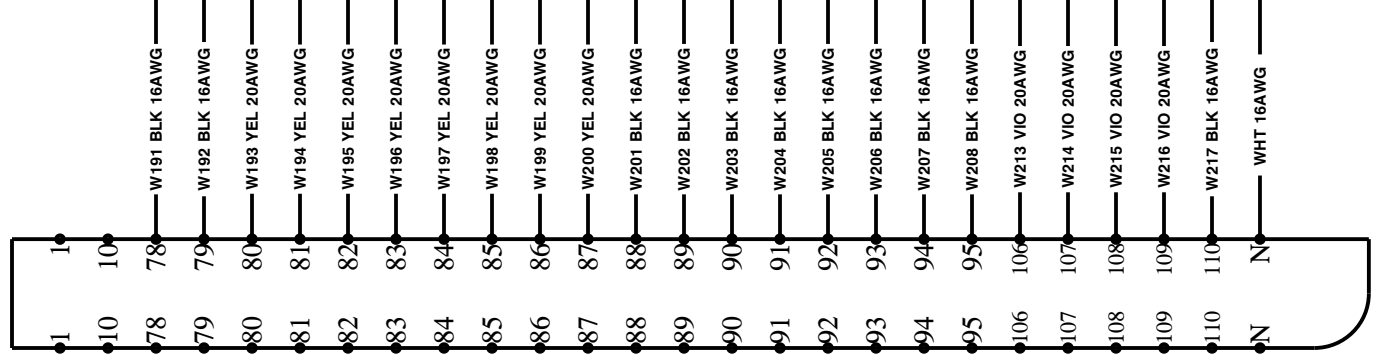 W191 BLK 16AWG
W192 BLK 16AWG
W193 YEL 20AWG
W194 YEL 20AWG
W195 YEL 20AWG
W196 YEL 20AWG
W197 YEL 20AWG
W198 YEL 20AWG
W199 YEL 20AWG
W200 YEL 20AWG
W201 BLK 16AWG
W202 BLK 16AWG
W203 BLK 16AWG
W204 BLK 16AWG
W205 BLK 16AWG
W206 BLK 16AWG
W207 BLK 16AWG
W208 BLK 16AWG
W213 VIO 20AWG
W214 VIO 20AWG
W215 VIO 20AWG
W216 VIO 20AWG
W217 BLK 16AWG
WHT 16AWG
1
10
78
79
80
81
82
83
84
85
86
87
88
89
90
91
92
93
94
95
106
107
108
109
110
N
1
10
78
79
80
81
82
83
84
85
86
87
88
89
90
91
92
93
94
95
106
107
108
109
110
N